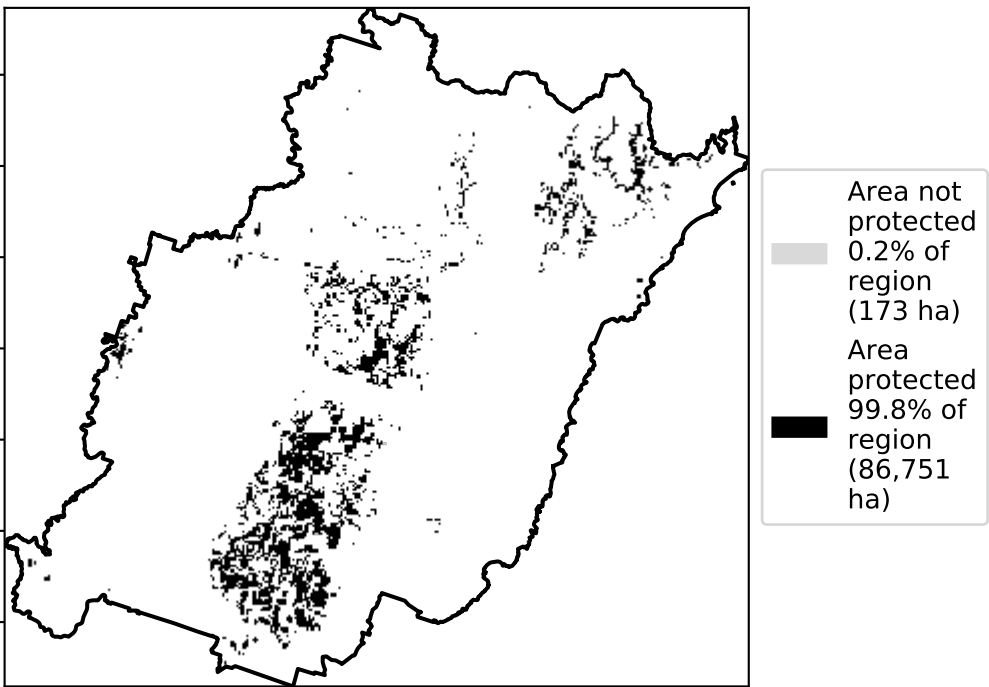 Area not
protected
0.2% of
region
(173 ha)
Area
protected
99.8% of
region
(86,751
ha)